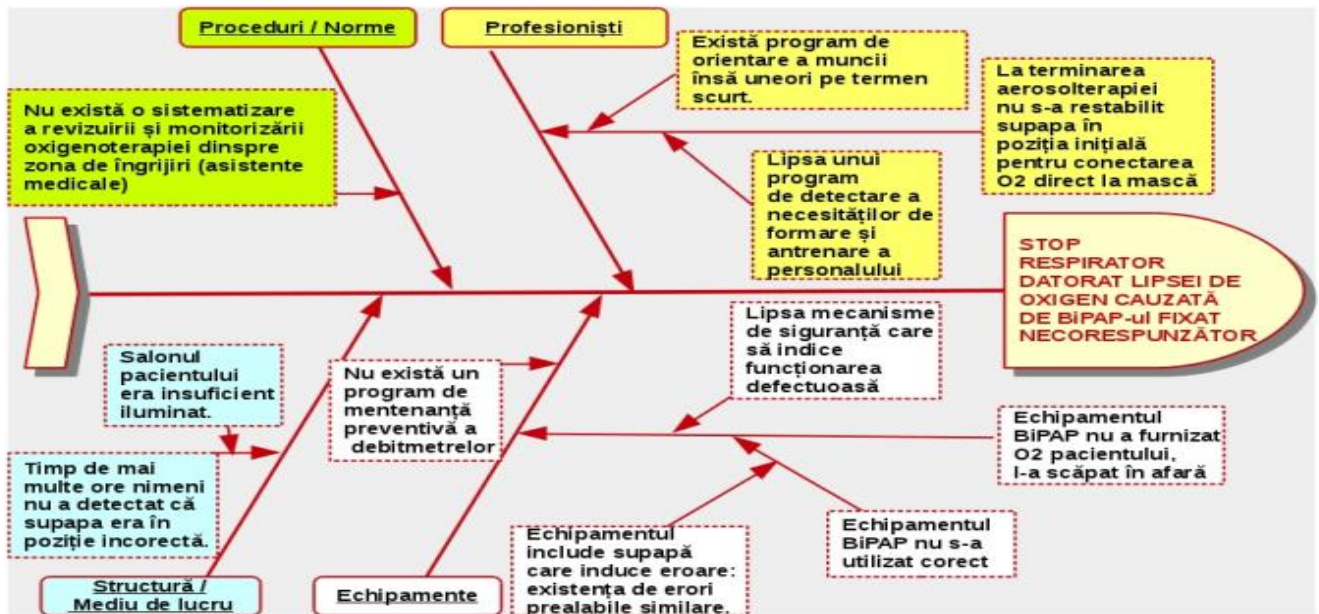 Proceduri / Norme
Profesioniști
Există program de
orientare a muncii
însă uneori pe termen
scurt.
La terminarea
aerosolterapiei
nu s-a restabilit
supapa în
poziția inițială
pentru conectarea
O2 direct la mască
Nu există o sistematizare
a revizuirii și monitorizării
oxigenoterapiei dinspre
zona de îngrijiri (asistente
medicale)
Lipsa unui
program
de detectare a
necesităților de
formare și
antrenare a
personalului
STOP
RESPIRATOR
DATORAT LIPSEI DE
OXIGEN CAUZATĂ
DE BiPAP-ul FIXAT
NECORESPUNZĂTOR
Salonul
pacientului
era insuficient
iluminat.
Nu există un
program de
mentenanță
preventivă a
debitmetrelor
Lipsa mecanisme
de siguranță care
să indice
funcționarea
defectuoasă
Echipamentul
BiPAP nu a furnizat
O2 pacientului,
l-a scăpat în afară
Timp de mai
multe ore nimeni
nu a detectat că
supapa era în
poziție incorectă.
Echipamentul
include supapă
care induce eroare:
existența de erori
prealabile similare.
Echipamentul
BiPAP nu s-a
utilizat corect
Structură /
Mediu de lucru
Echipamente